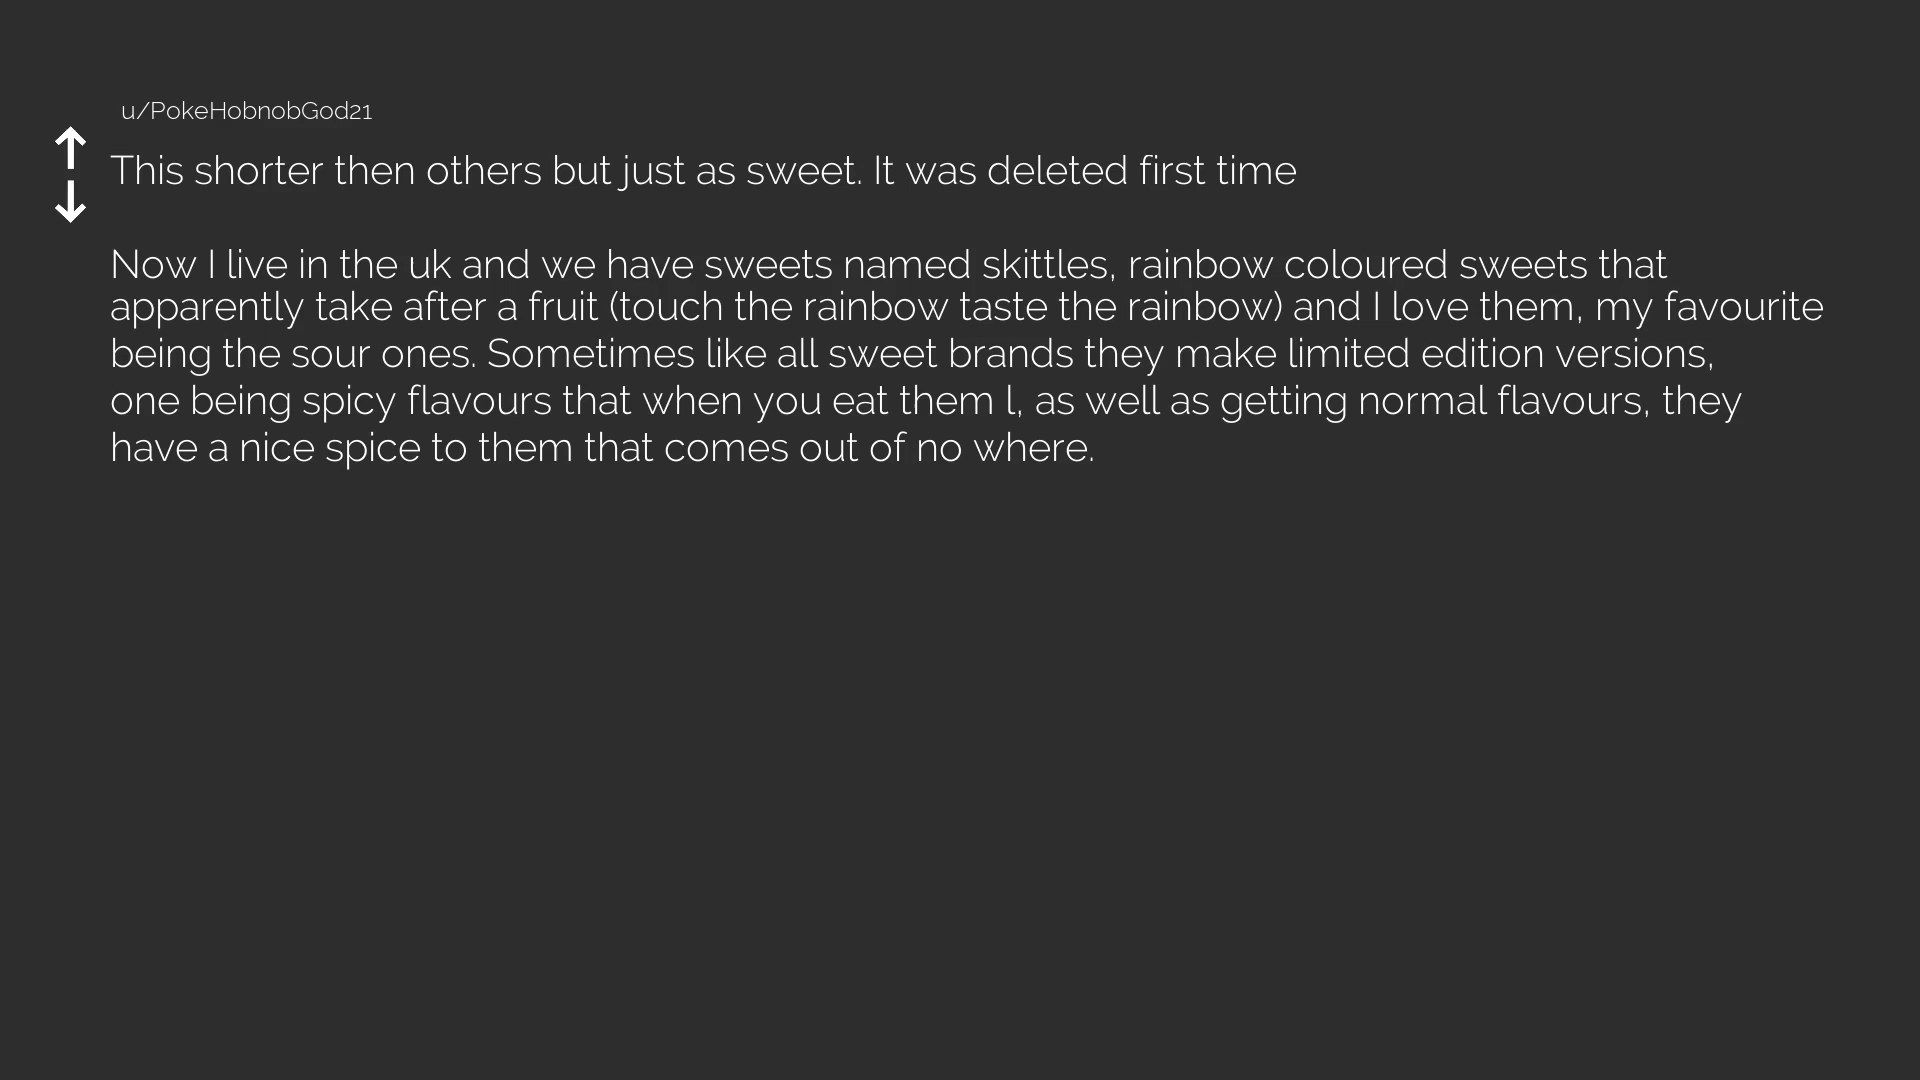 u/PokeHobnobGod21
This shorter then others but just as sweet. It was deleted first time
Now I live in the uk and we have sweets named skittles, rainbow coloured sweets that
apparently take after a fruit (touch the rainbow taste the rainbow) and I love them, my favourite
being the sour ones. Sometimes like all sweet brands they make limited edition versions,
one being spicy flavours that when you eat them l, as well as getting normal flavours, they
have a nice spice to them that comes out of no where.